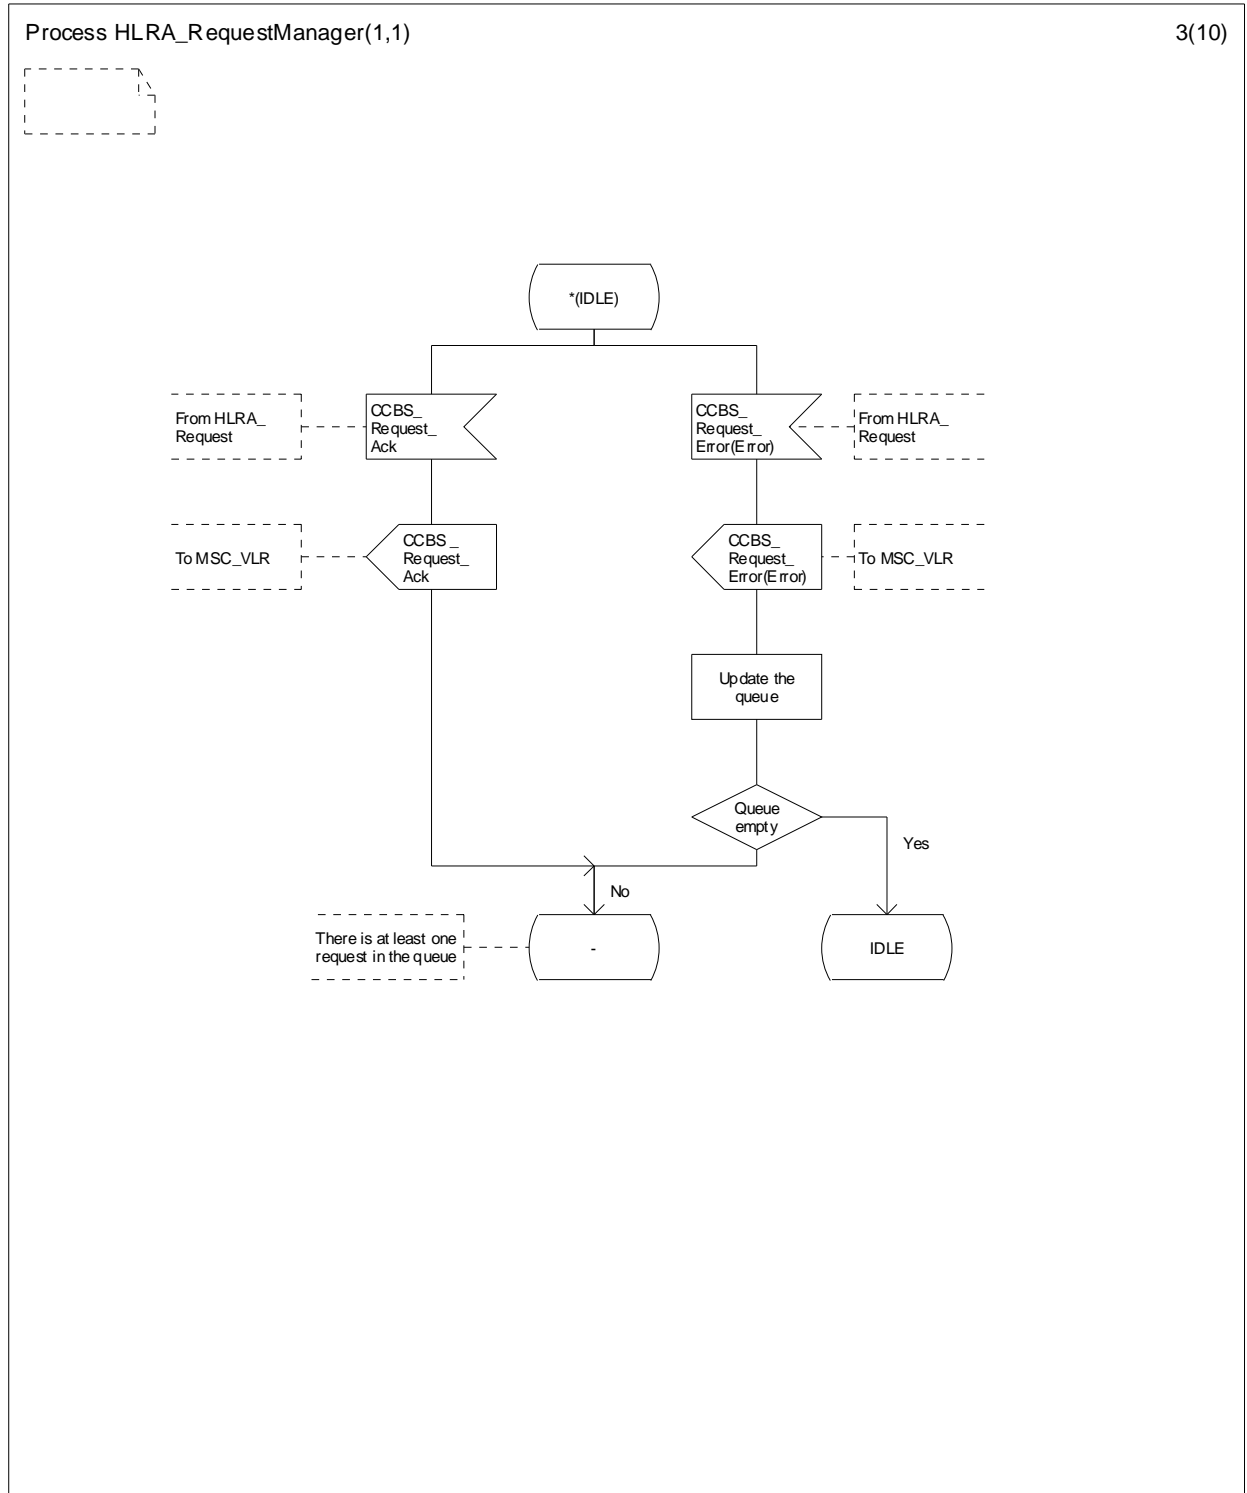 Process HLRA_RequestManager(1,1)
3(10)
*(IDLE)
From HLRA_
Request
CCBS_
Request_
Ack
CCBS_
Request_
Error(Error)
From HLRA_
Request
To MSC_VLR
CCBS_
Request_
Ack
CCBS_
Request_
Error(Error)
To MSC_VLR
Update the
queue
Queue
empty
Yes
No
There is at least one
request in the queue
-
IDLE